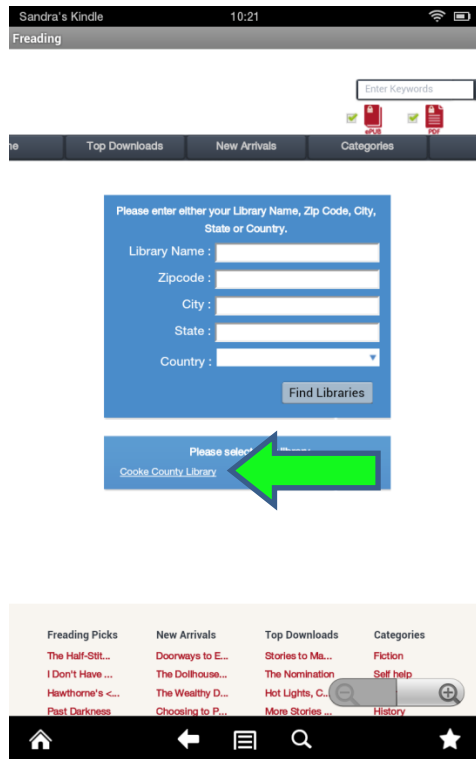 Sandra's Kindle 10:21
Freading
Enter Keywords
ePUB PDF
Top Downloads New Arrivals Categories
Please enter either your Library Name, Zip Code, City,
State or Country.
Library Name :
Zipcode :
City :
State :
Country :
Find Libraries
Please
Cooke County Library
Freading Picks New Arrivals Top Downloads Categories
The Half-Stit... Doorways to E... Stories to Ma... Fiction
I Don't Have ... The Dollhouse... The Nomination Self help
Hawthorne's <... The Wealthy D... Hot Lights, C...
Past Darkness Choosing to P... More Stories ... History